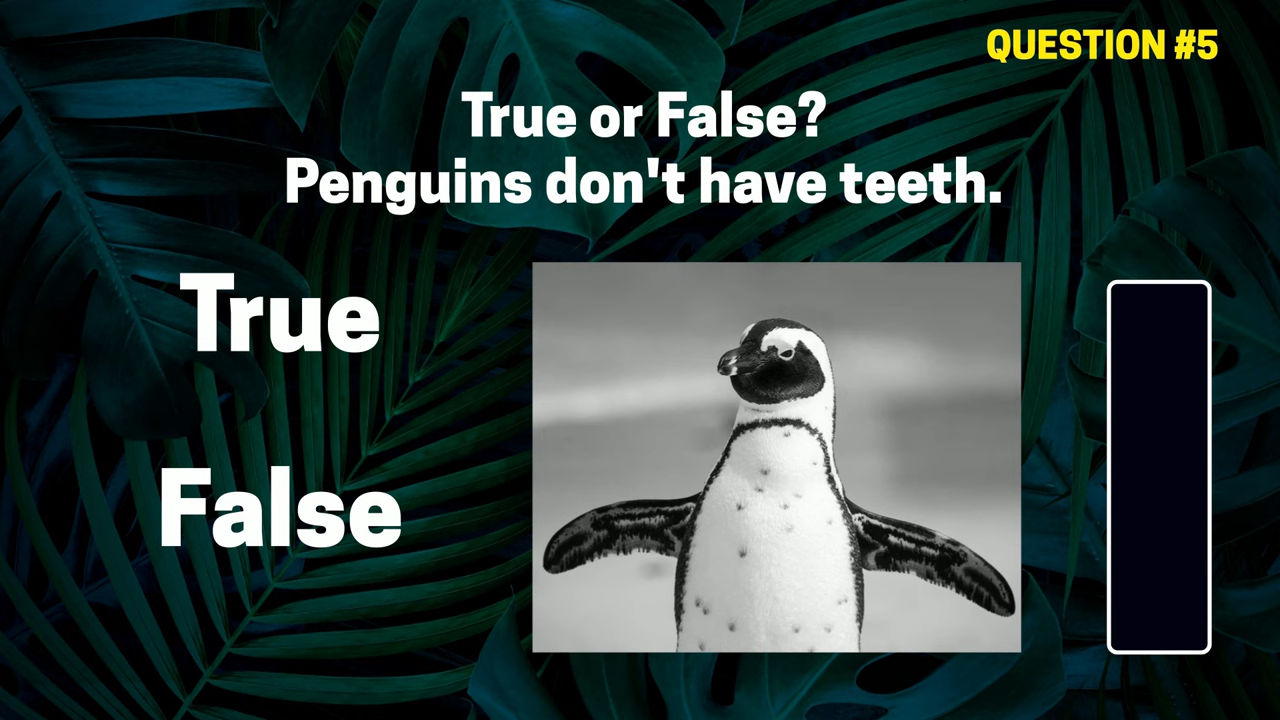 QUESTION #5
True or False?
Penguins don't have teeth.
True
False